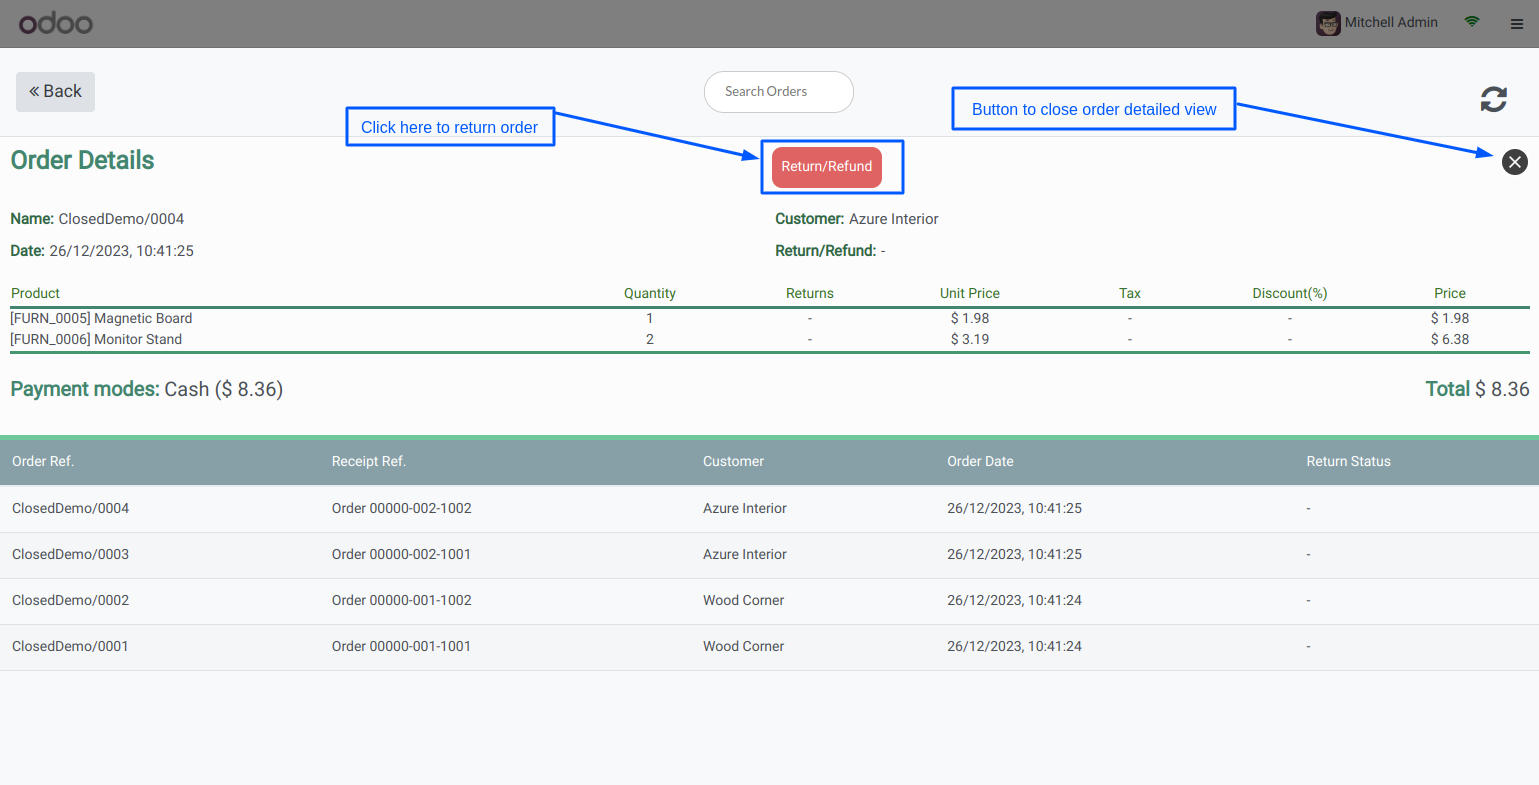 odoo
Mitchell Admin
« Back
Search Orders
Click here to return order
Button to close order detailed view
Order Details
Return/Refund
Name: ClosedDemo/0004
Customer: Azure Interior
Date: 26/12/2023, 10:41:25
Return/Refund: -
Product Quantity Returns Unit Price Tax Discount(%) Price
[FURN_0005] Magnetic Board 1 - $ 1.98 - - $ 1.98
[FURN_0006] Monitor Stand 2 - $ 3.19 - - $ 6.38
Payment modes: Cash ($ 8.36)
Total $ 8.36
Order Ref. Receipt Ref. Customer Order Date Return Status
ClosedDemo/0004 Order 00000-002-1002 Azure Interior 26/12/2023, 10:41:25 -
ClosedDemo/0003 Order 00000-002-1001 Azure Interior 26/12/2023, 10:41:25 -
ClosedDemo/0002 Order 00000-001-1002 Wood Corner 26/12/2023, 10:41:24 -
ClosedDemo/0001 Order 00000-001-1001 Wood Corner 26/12/2023, 10:41:24 -